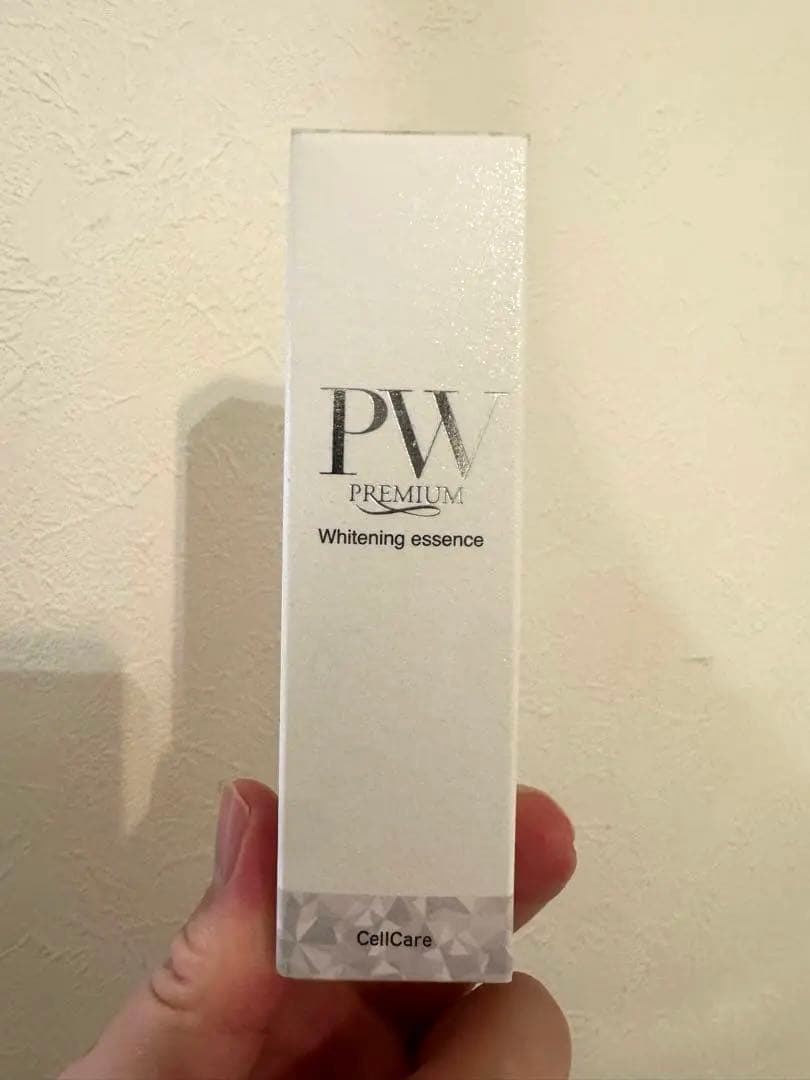 PW
PREMIUM
Whitening essence
CellCare